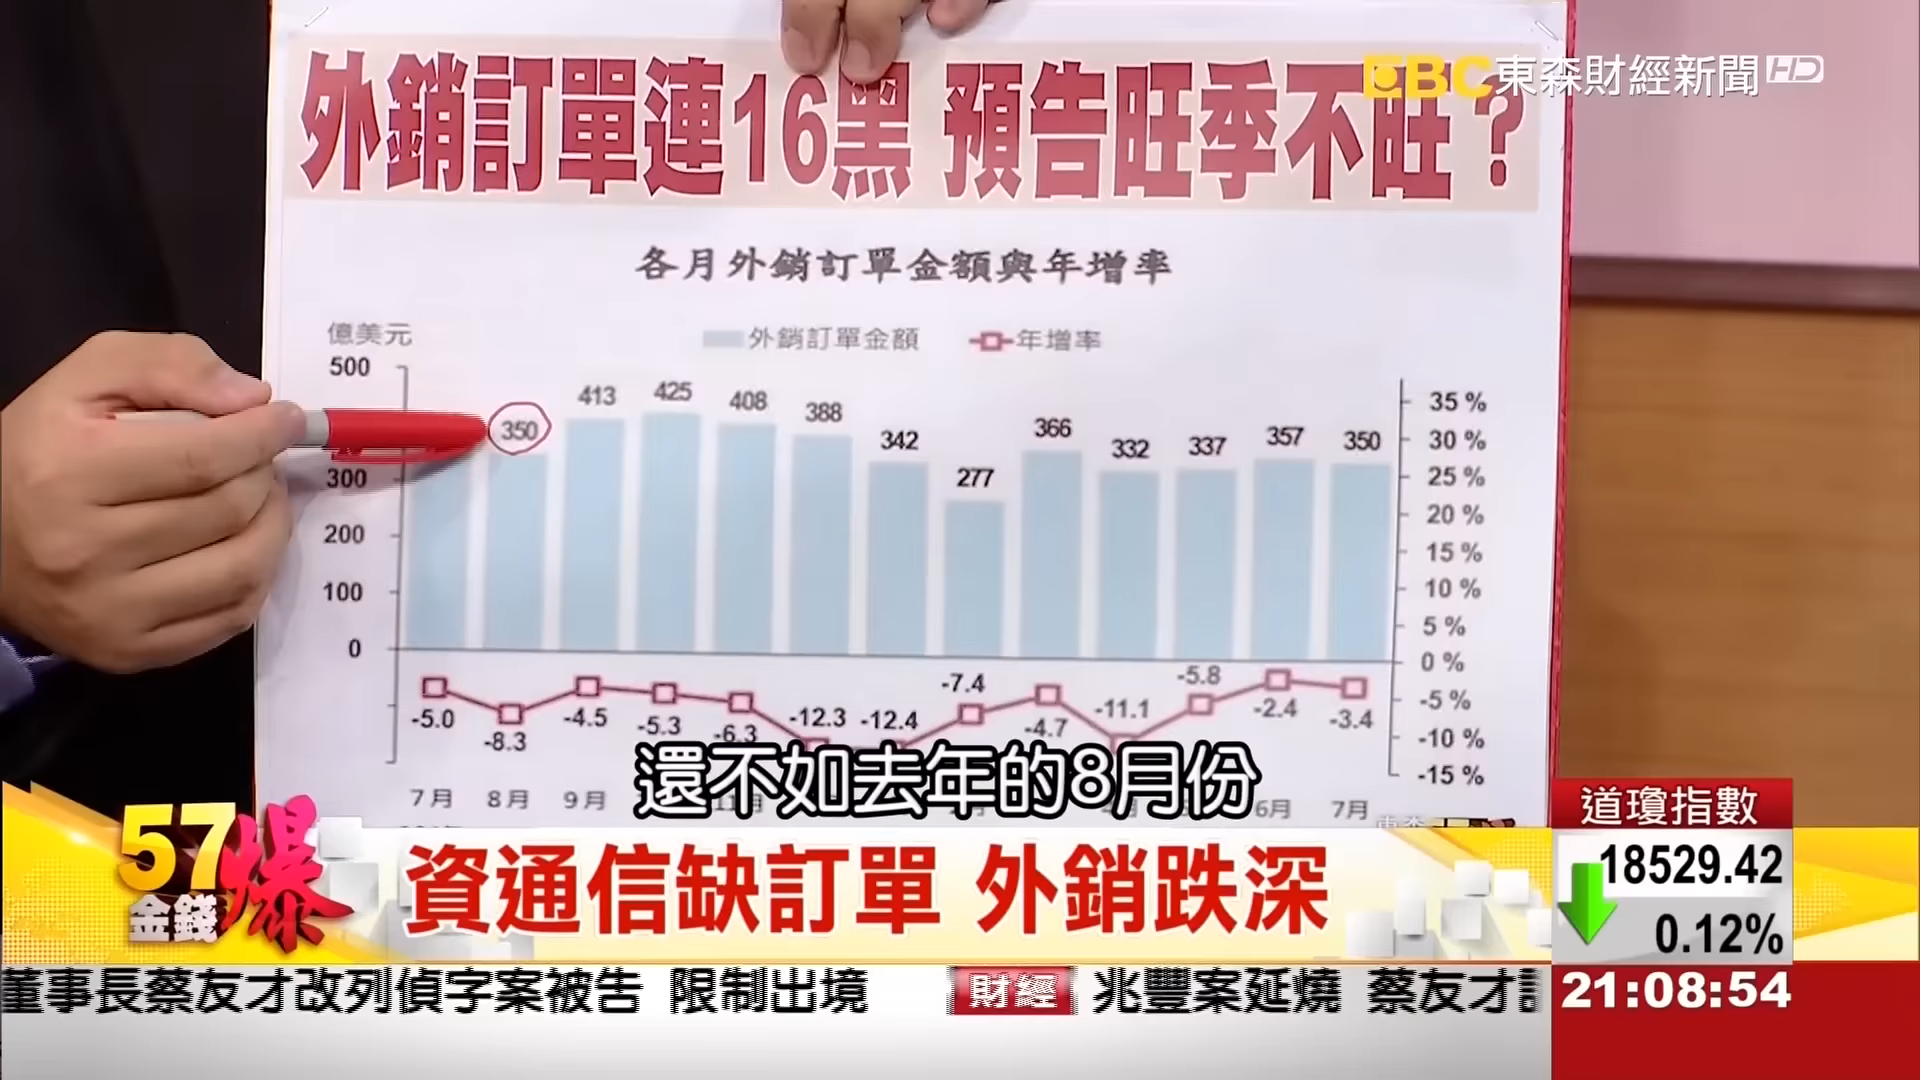 EBC 東森財經新聞 HD
外銷訂單連16黑 預告旺季不旺?
各月外銷訂單金額與年增率
億美元
外銷訂單金額 年增率
500
300
200
100
0
350 413 425 408 388 342 277 366 332 337 357 350
35%
30%
25%
20%
15%
10%
5%
0%
-5%
-10%
-15%
-5.0 -8.3 -4.5 -5.3 -6.3 -12.3 -12.4 -7.4 -4.7 -11.1 -5.8 -2.4 -3.4
7月 8月 9月 11月 6月 7月
還不如去年的8月份
57金錢爆
資通信缺訂單 外銷跌深
道瓊指數
18529.42
0.12%
董事長蔡友才改列偵字案被告 限制出境 財經 兆豐案延燒 蔡友才
21:08:54